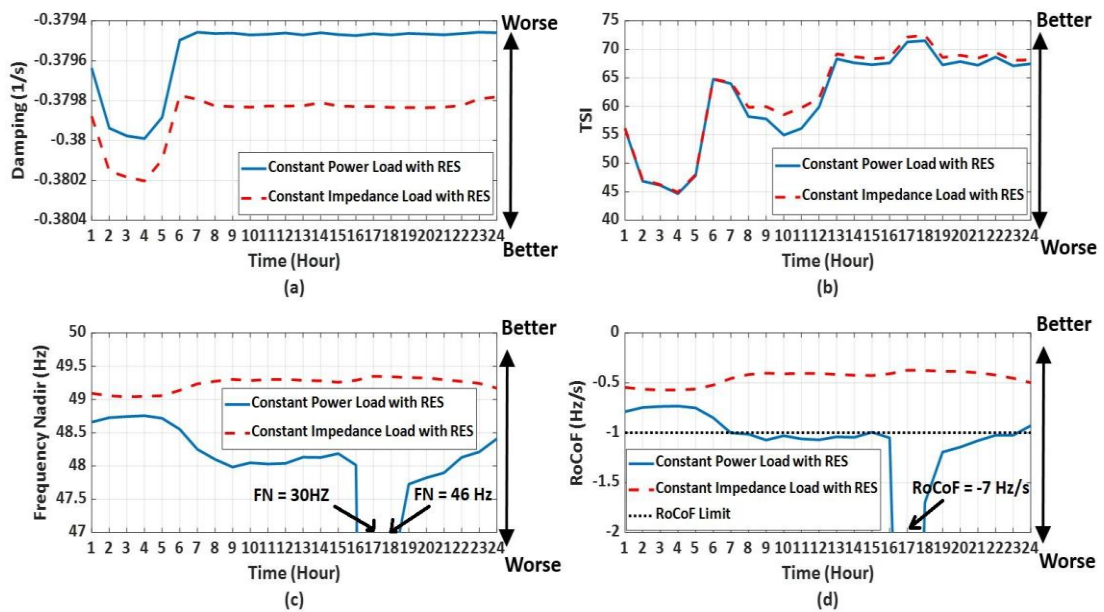 -0.3794
-0.3796
-0.3798
-0.38
-0.3802
-0.3804
Damping (1/s)
Constant Power Load with RES
Constant Impedance Load with RES
1 2 3 4 5 6 7 8 9 101112131415161718192021222324
Time (Hour)
(a)
Worse
Better
75
70
65
60
55
50
45
40
TSI
Constant Power Load with RES
Constant Impedance Load with RES
1 2 3 4 5 6 7 8 9 101112131415161718192021222324
Time (Hour)
(b)
Better
Worse
50
49.5
49
48.5
48
47.5
47
Frequency Nadir (Hz)
Constant Power Load with RES
Constant Impedance Load with RES
FN = 30HZ
FN = 46 Hz
1 2 3 4 5 6 7 8 9 101112131415161718192021222324
Time (Hour)
(c)
Better
Worse
0
-0.5
-1
-1.5
-2
RoCoF (Hz/s)
Constant Power Load with RES
Constant Impedance Load with RES
RoCoF Limit
RoCoF = -7 Hz/s
1 2 3 4 5 6 7 8 9 101112131415161718192021222324
Time (Hour)
(d)
Better
Worse